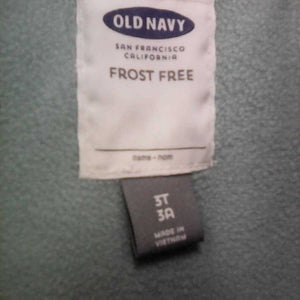 OLD NAVY
SAN FRANCISCO
CALIFORNIA
FROST FREE
name - nom
3T
3A
MADE IN
VIETNAM